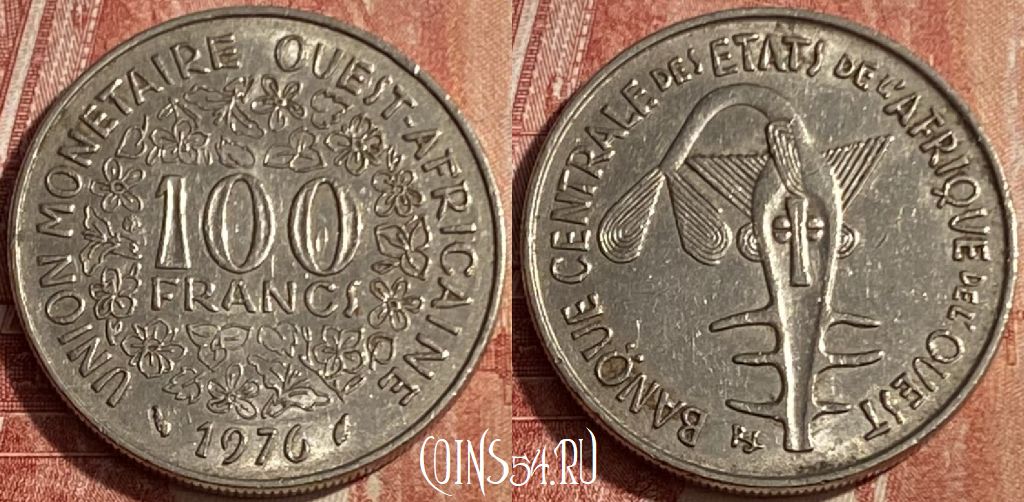 UNION MONETAIRE OUEST-AFRICAINE
100
FRANCS
1976
BANQUE CENTRALE DES ETATS DE L'AFRIQUE DE L'OUEST
COINS54.RU